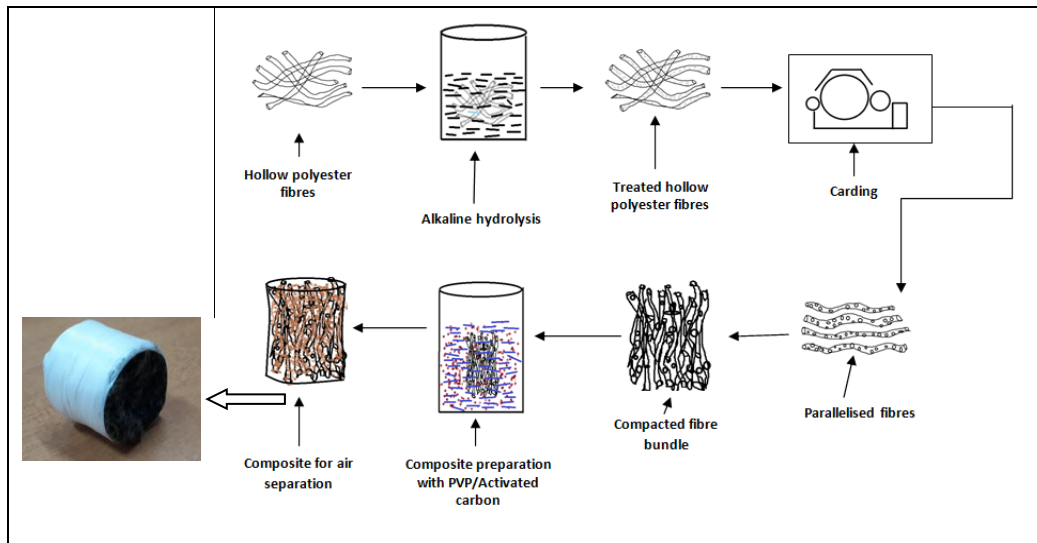 Hollow polyester
fibres
Alkaline hydrolysis
Treated hollow
polyester fibres
Carding
Composite for air
separation
Composite preparation
with PVP/Activated
carbon
Compacted fibre
bundle
Parallelised fibres